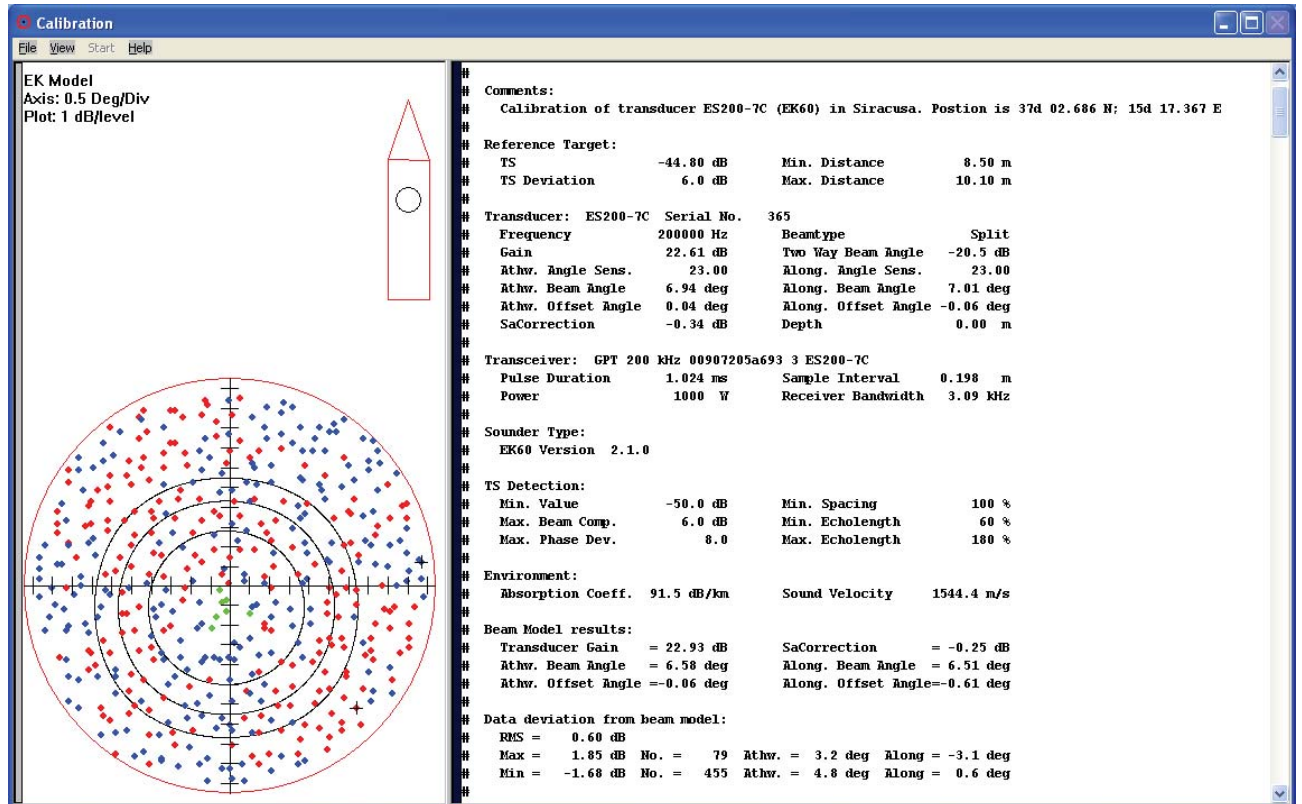 Calibration
File View Start Help
EK Model
Axis: 0.5 Deg/Div
Plot: 1 dB/level
#
# Comments:
# Calibration of transducer ES200-7C (EK60) in Siracusa. Postion is 37d 02.686 N; 15d 17.367 E
#
# Reference Target:
# TS -44.80 dB Min. Distance 8.50 m
# TS Deviation 6.0 dB Max. Distance 10.10 m
#
# Transducer: ES200-7C Serial No. 365
# Frequency 200000 Hz Beamtype Split
# Gain 22.61 dB Two Way Beam Angle -20.5 dB
# Athw. Angle Sens. 23.00 Along. Angle Sens. 23.00
# Athw. Beam Angle 6.94 deg Along. Beam Angle 7.01 deg
# Athw. Offset Angle 0.04 deg Along. Offset Angle -0.06 deg
# SaCorrection -0.34 dB Depth 0.00 m
#
# Transceiver: GPT 200 kHz 00907205a693 3 ES200-7C
# Pulse Duration 1.024 ms Sample Interval 0.198 m
# Power 1000 W Receiver Bandwidth 3.09 kHz
#
# Sounder Type:
# EK60 Version 2.1.0
#
# TS Detection:
# Min. Value -50.0 dB Min. Spacing 100 %
# Max. Beam Comp. 6.0 dB Min. Echolength 60 %
# Max. Phase Dev. 8.0 Max. Echolength 180 %
#
# Environment:
# Absorption Coeff. 91.5 dB/km Sound Velocity 1544.4 m/s
#
# Beam Model results:
# Transducer Gain = 22.93 dB SaCorrection = -0.25 dB
# Athw. Beam Angle = 6.58 deg Along. Beam Angle = 6.51 deg
# Athw. Offset Angle =-0.06 deg Along. Offset Angle=-0.61 deg
#
# Data deviation from beam model:
# RMS = 0.60 dB
# Max = 1.85 dB No. = 79 Athw. = 3.2 deg Along = -3.1 deg
# Min = -1.68 dB No. = 455 Athw. = 4.8 deg Along = 0.6 deg
#